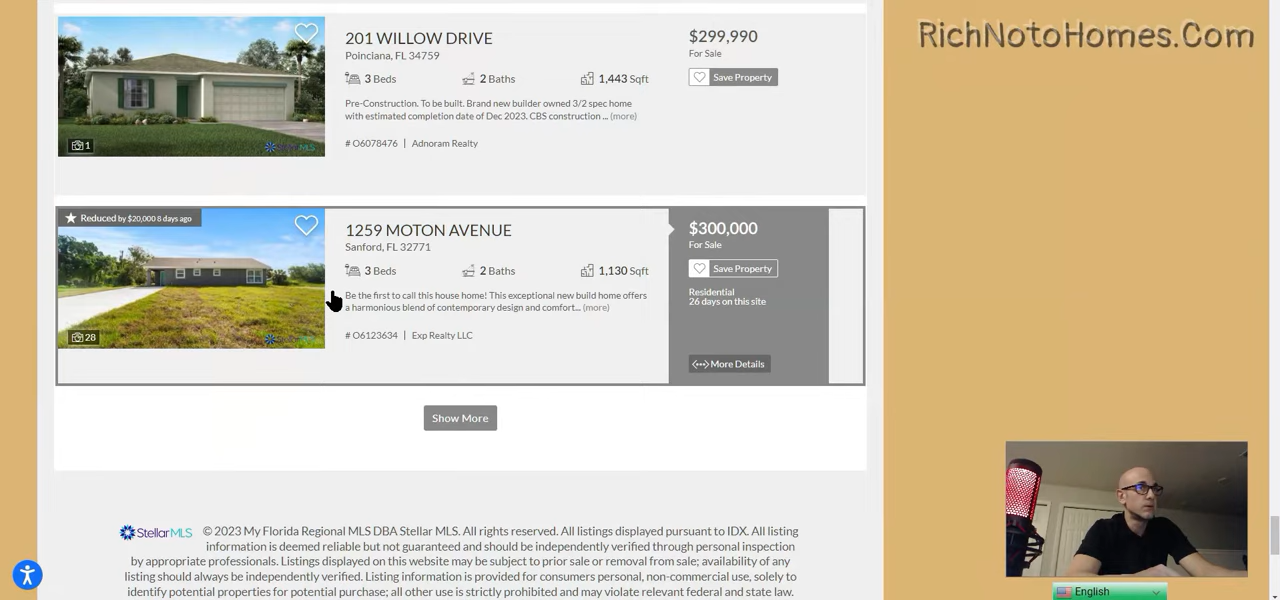 RichNotoHomes.Com
201 WILLOW DRIVE
Poinciana, FL 34759
3 Beds 2 Baths 1,443 Sqft
Pre-Construction. To be built. Brand new builder owned 3/2 spec home
with estimated completion date of Dec 2023. CBS construction ... (more)
# O6078476 | Adnoram Realty
$299,990
For Sale
Save Property
1
Reduced by $20,000 8 days ago
1259 MOTON AVENUE
Sanford, FL 32771
3 Beds 2 Baths 1,130 Sqft
Be the first to call this house home! This exceptional new build home offers
a harmonious blend of contemporary design and comfort... (more)
# O6123634 | Exp Realty LLC
$300,000
For Sale
Save Property
Residential
26 days on this site
More Details
28
Show More
StellarMLS © 2023 My Florida Regional MLS DBA Stellar MLS. All rights reserved. All listings displayed pursuant to IDX. All listing
information is deemed reliable but not guaranteed and should be independently verified through personal inspection
by appropriate professionals. Listings displayed on this website may be subject to prior sale or removal from sale; availability of any
listing should always be independently verified. Listing information is provided for consumers personal, non-commercial use, solely to
identify potential properties for potential purchase; all other use is strictly prohibited and may violate relevant federal and state law.
English